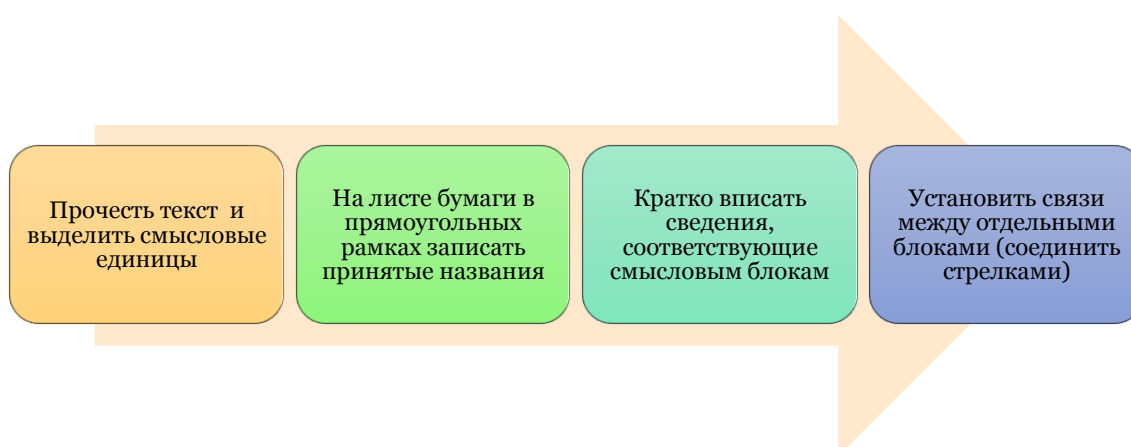 Прочесть текст и
выделить смысловые
единицы
На листе бумаги в
прямоугольных
рамках записать
принятые названия
Кратко вписать
сведения,
соответствующие
смысловым блокам
Установить связи
между отдельными
блоками (соединить
стрелками)